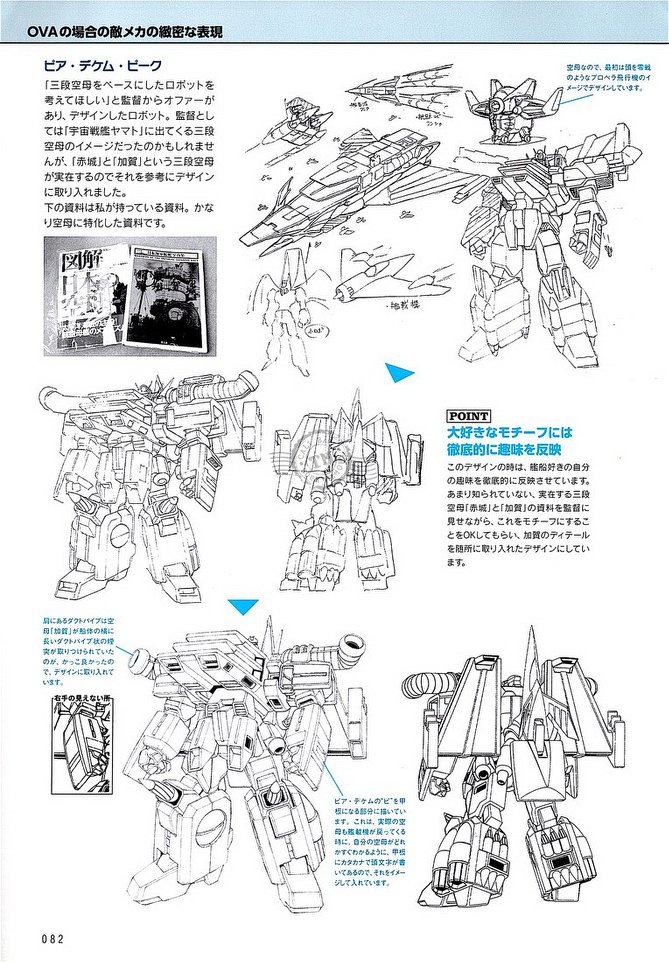 OVAの場合の敵メカの緻密な表現
ピア・デケム・ピーク
「三段空母をベースにしたロボットを
考えてほしい」と監督からオファーが
あり、デザインしたロボット。監督とし
ては「宇宙戦艦ヤマト」に出てくる三段
空母のイメージだったのかもしれませ
んが、「赤城」と「加賀」という三段空母
が実在するのでそれを参考にデザイン
に取り入れました。
下の資料は私が持っている資料。かな
り空母に特化した資料です。
図解
空母なので、最初は頭を零戦
のようなプロペラ飛行機のイ
メージでデザインしています。
艦載機
POINT
大好きなモチーフには
徹底的に趣味を反映
このデザインの時は、艦船好きの自分
の趣味を徹底的に反映させています。
あまり知られていない、実在する三段
空母「赤城」と「加賀」の資料を監督に
見せながら、これをモチーフにするこ
とをOKしてもらい、加賀のディテール
を随所に取り入れたデザインにしてい
ます。
肩にあるダクトパイプは空
母「加賀」が船体の横に
長いダクトパイプ状の煙
突が取りつけられていた
のが、かっこ良かったの
で、デザインに取り入れて
います。
右手の見えない所
ピア・デケムの“ピ”を甲
板になる部分に描いてい
ます。これは、実際の空
母も艦載機が戻ってくる
時に、自分の空母がどれ
かすぐわかるように、甲板
にカタカナで頭文字が書
いてあるので、それをイメー
ジして入れています。
082